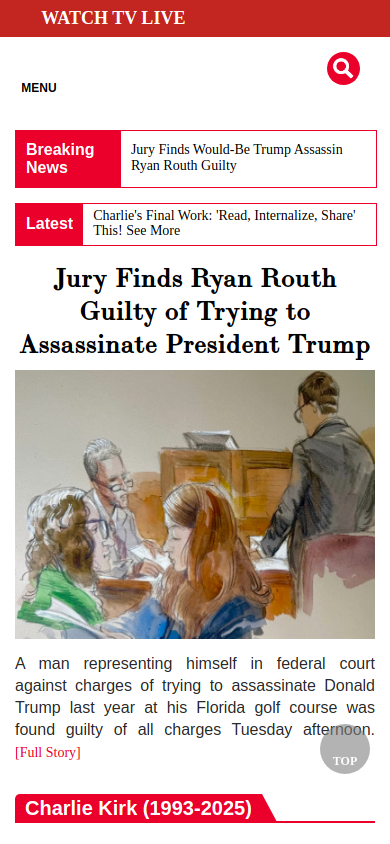 WATCH TV LIVE
MENU
Breaking
News
Jury Finds Would-Be Trump Assassin
Ryan Routh Guilty
Latest
Charlie's Final Work: 'Read, Internalize, Share'
This! See More
Jury Finds Ryan Routh
Guilty of Trying to
Assassinate President Trump
A man representing himself in federal court
against charges of trying to assassinate Donald
Trump last year at his Florida golf course was
found guilty of all charges Tuesday afternoon.
[Full Story]
TOP
Charlie Kirk (1993-2025)